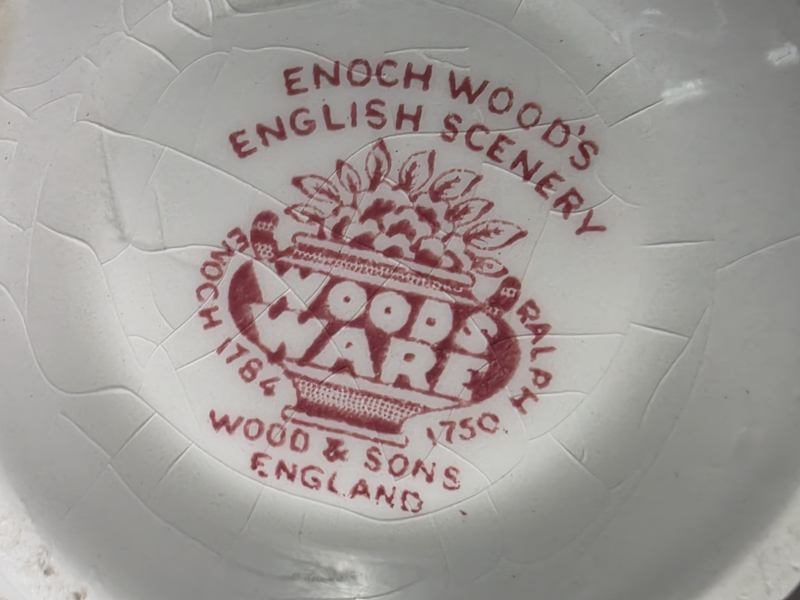 ENOCH WOOD'S
ENGLISH SCENERY
WOODS
WARE
ENOCH
1784
RALPH
1750
WOOD & SONS
ENGLAND